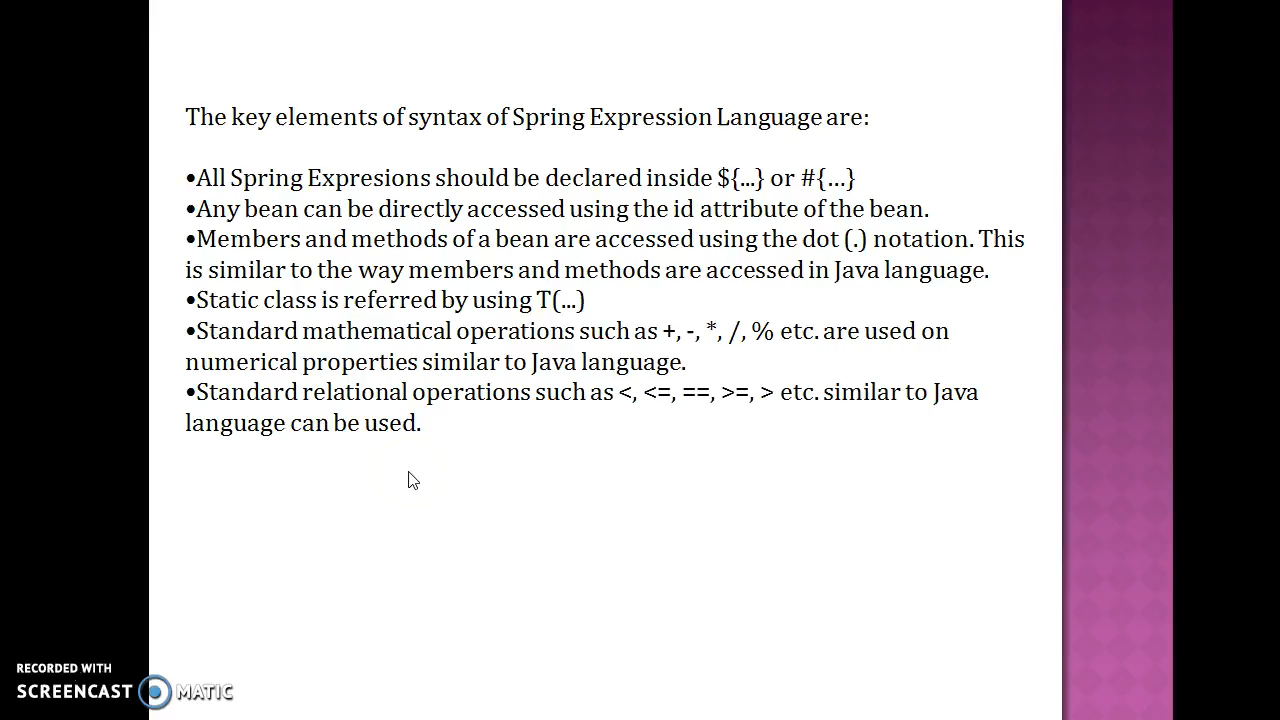 The key elements of syntax of Spring Expression Language are:
•All Spring Expresions should be declared inside ${...} or #{...}
•Any bean can be directly accessed using the id attribute of the bean.
•Members and methods of a bean are accessed using the dot (.) notation. This
is similar to the way members and methods are accessed in Java language.
•Static class is referred by using T(...)
•Standard mathematical operations such as +, -, *, /, % etc. are used on
numerical properties similar to Java language.
•Standard relational operations such as <, <=, ==, >=, > etc. similar to Java
language can be used.
RECORDED WITH
SCREENCAST MATIC